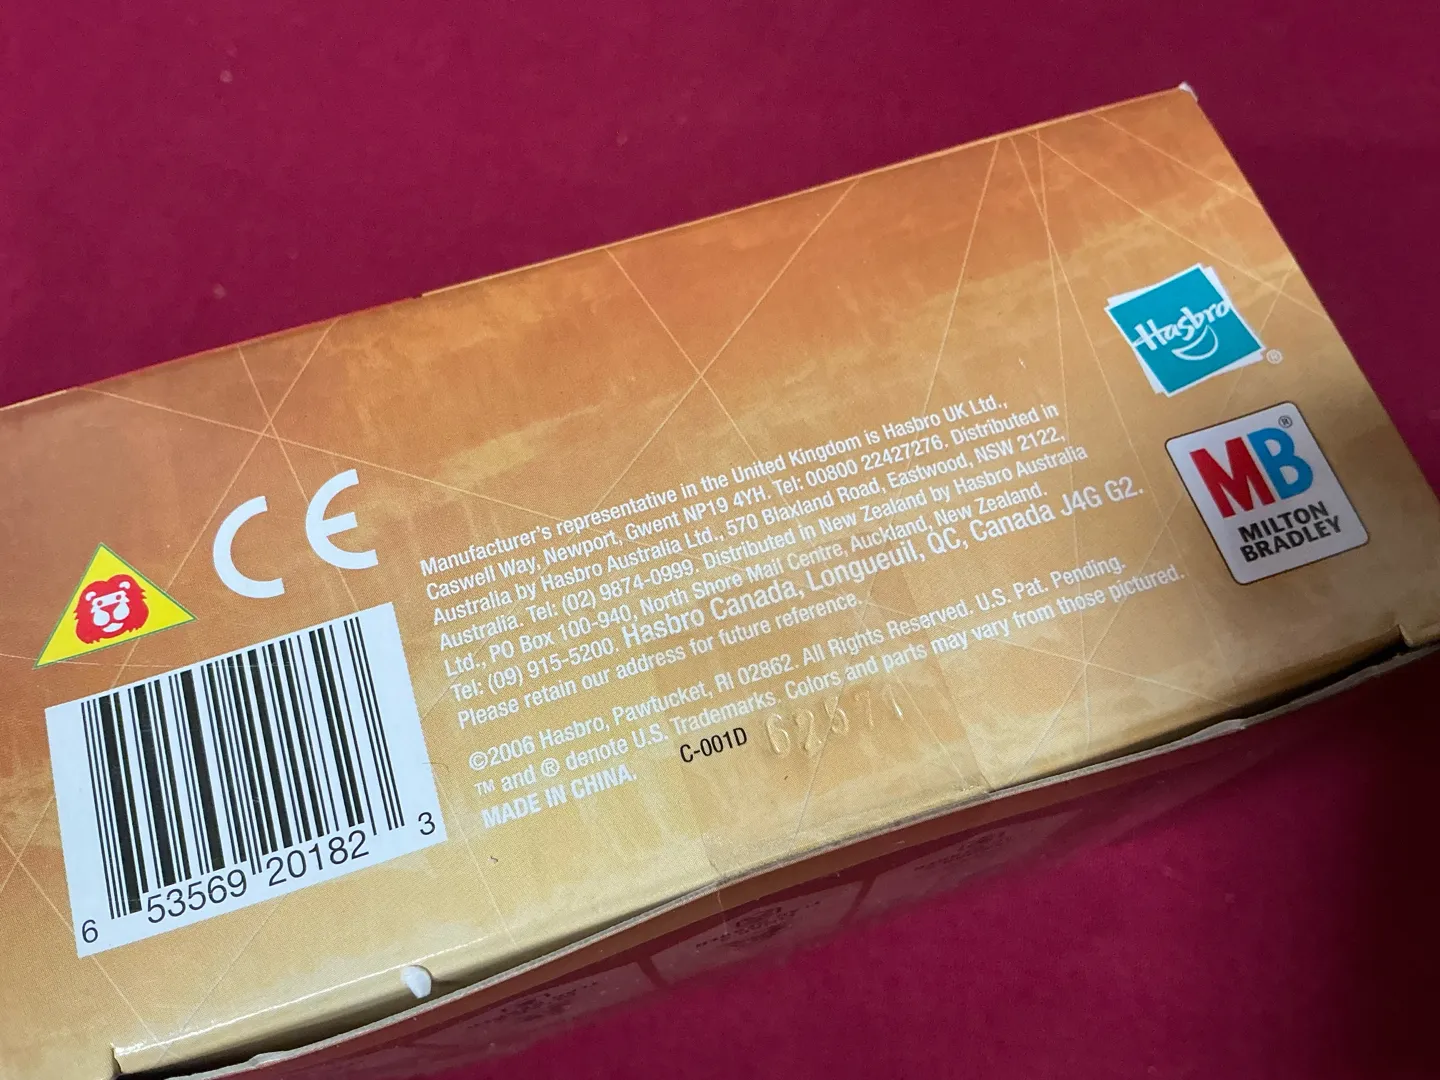 Hasbro
®
MB®
MILTON
BRADLEY
CE
Manufacturer's representative in the United Kingdom is Hasbro UK Ltd.,
Caswell Way, Newport, Gwent NP19 4YH. Tel: 00800 22427276. Distributed in
Australia by Hasbro Australia Ltd., 570 Blaxland Road, Eastwood, NSW 2122,
Australia. Tel: (02) 9874-0999. Distributed in New Zealand by Hasbro Australia
Ltd., PO Box 100-940, North Shore Mail Centre, Auckland, New Zealand.
Tel: (09) 915-5200. Hasbro Canada, Longueuil, QC, Canada J4G G2.
Please retain our address for future reference.
©2006 Hasbro, Pawtucket, RI 02862. All Rights Reserved. U.S. Pat. Pending.
™ and ® denote U.S. Trademarks. Colors and parts may vary from those pictured.
MADE IN CHINA.
C-001D
62571
6 53569 20182 3